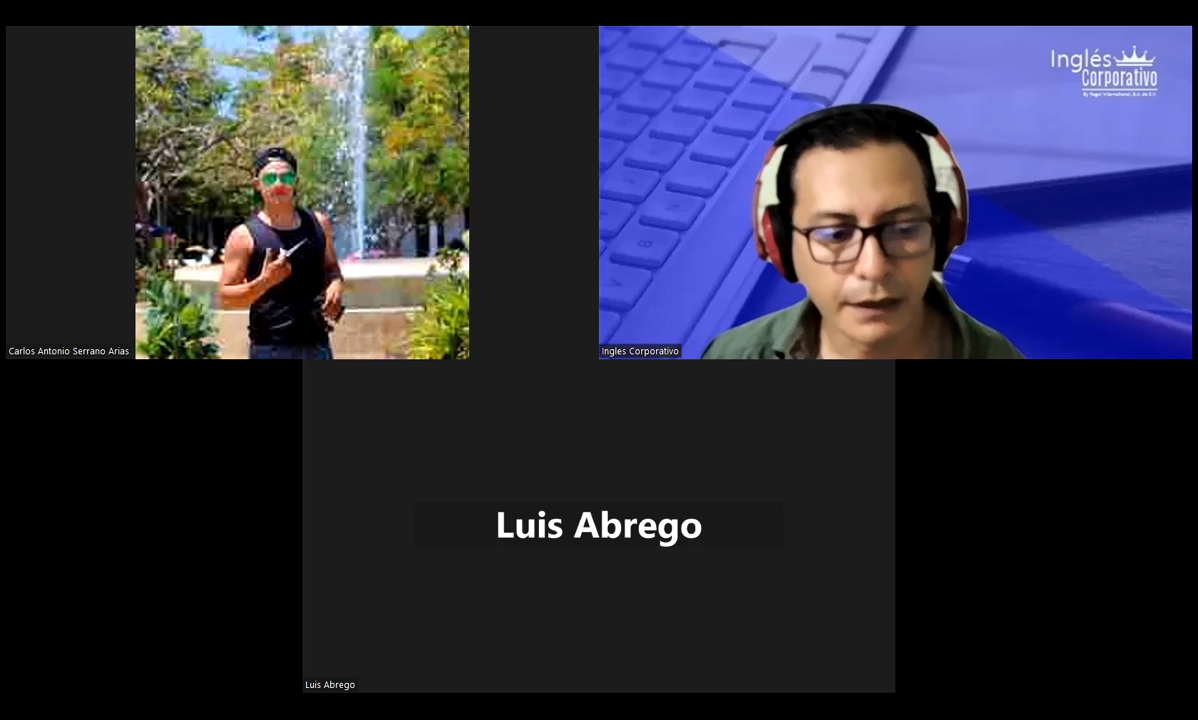 Inglés
Corporativo
Carlos Antonio Serrano Arias
Ingles Corporativo
Luis Abrego
Luis Abrego